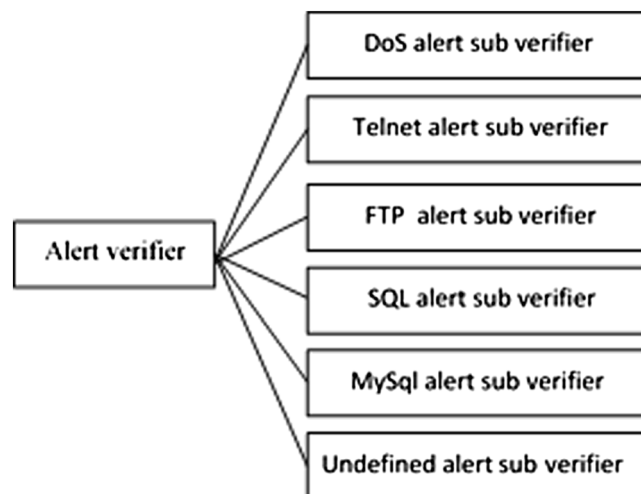 DoS alert sub verifier
Telnet alert sub verifier
FTP alert sub verifier
Alert verifier
SQL alert sub verifier
MySql alert sub verifier
Undefined alert sub verifier